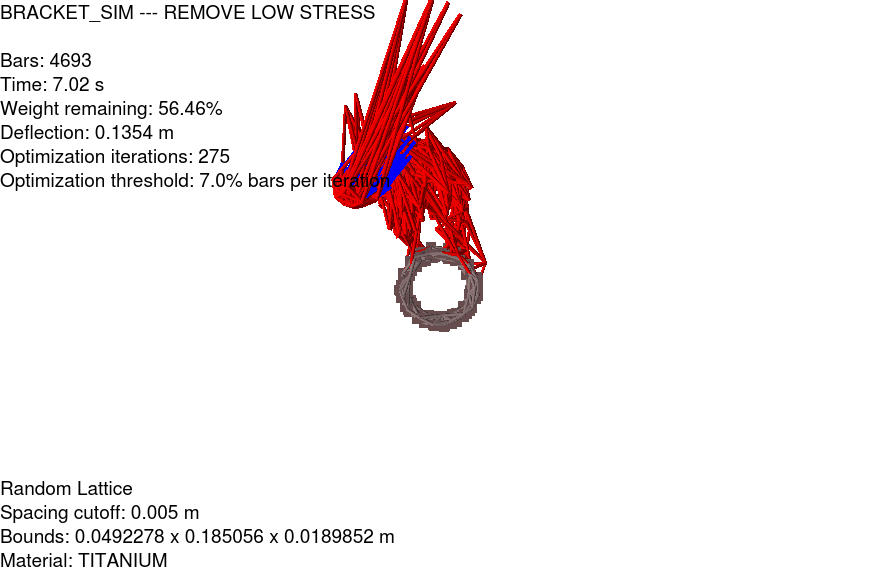 BRACKET_SIM --- REMOVE LOW STRESS
Bars: 4693
Time: 7.02 s
Weight remaining: 56.46%
Deflection: 0.1354 m
Optimization iterations: 275
Optimization threshold: 7.0% bars per iteration
Random Lattice
Spacing cutoff: 0.005 m
Bounds: 0.0492278 x 0.185056 x 0.0189852 m
Material: TITANIUM